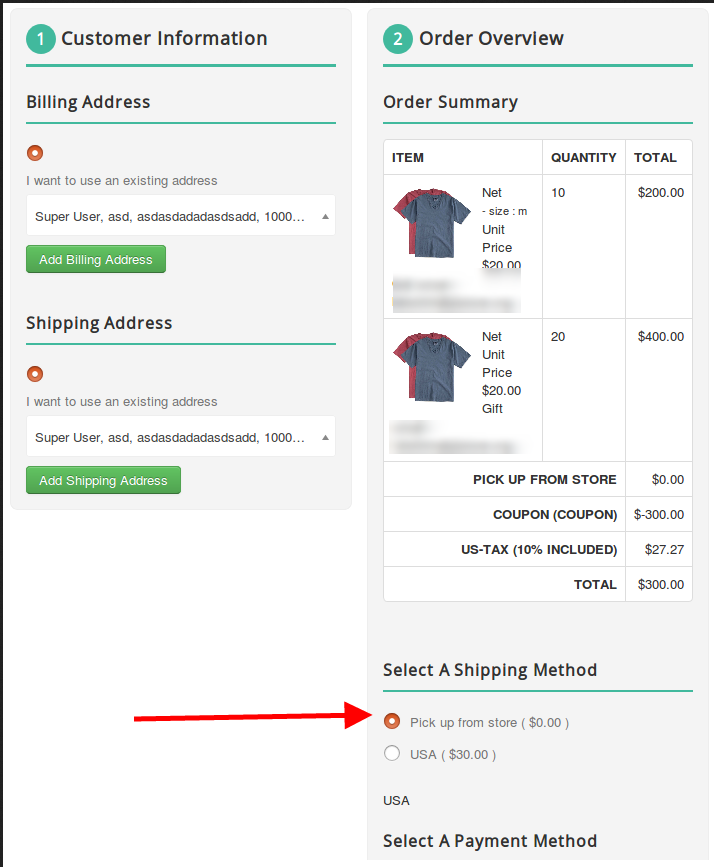 1 Customer Information
Billing Address
I want to use an existing address
Super User, asd, asdasdadadasdsadd, 1000…
Add Billing Address
Shipping Address
I want to use an existing address
Super User, asd, asdasdadadasdsadd, 1000…
Add Shipping Address
2 Order Overview
Order Summary
ITEM QUANTITY TOTAL
Net 10 $200.00
- size : m
Unit
Price
$20.00
Net 20 $400.00
Unit
Price
$20.00
Gift
PICK UP FROM STORE $0.00
COUPON (COUPON) $-300.00
US-TAX (10% INCLUDED) $27.27
TOTAL $300.00
Select A Shipping Method
Pick up from store ( $0.00 )
USA ( $30.00 )
USA
Select A Payment Method